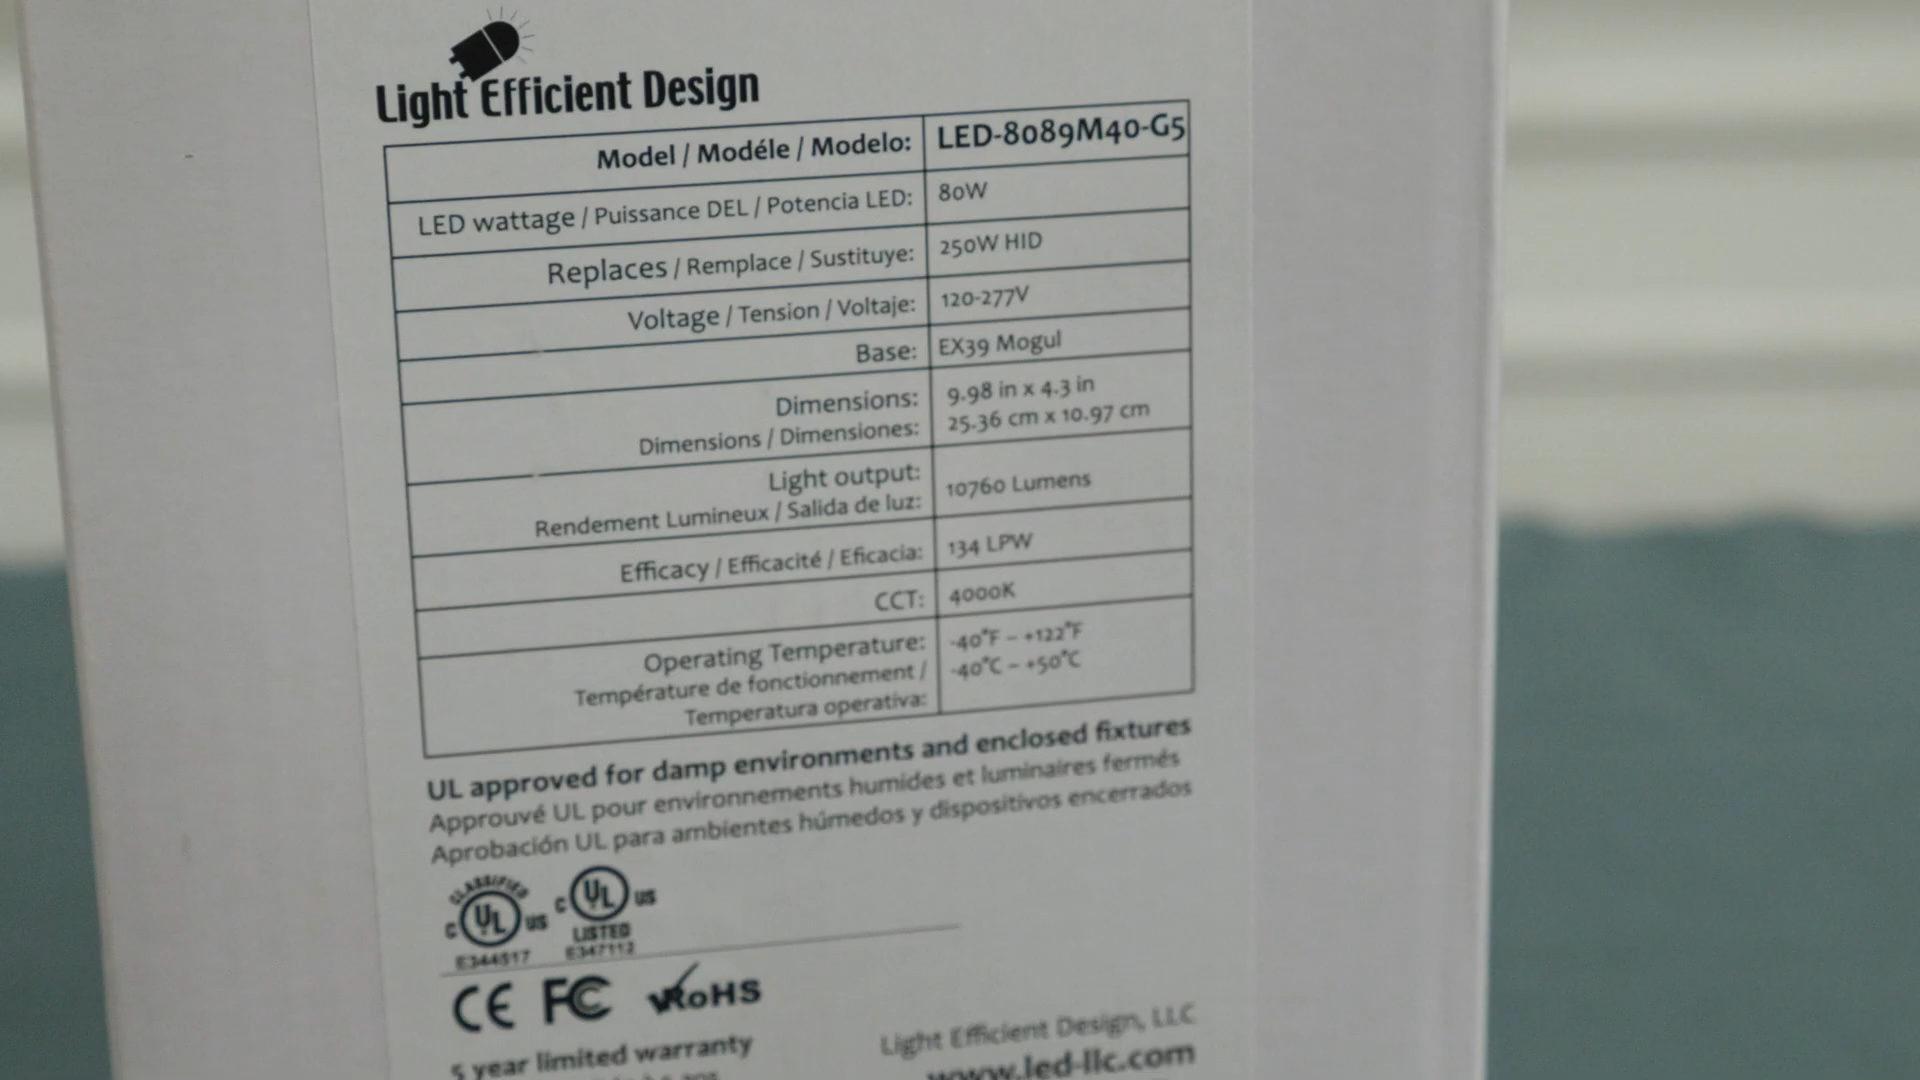 Light Efficient Design
Model / Modéle / Modelo: LED-8089M40-G5
LED wattage / Puissance DEL / Potencia LED: 80W
Replaces / Remplace / Sustituye: 250W HID
Voltage / Tension / Voltaje: 120-277V
Base: EX39 Mogul
Dimensions: 9.98 in x 4.3 in
Dimensions / Dimensiones: 25.36 cm x 10.97 cm
Light output:
Rendement Lumineux / Salida de luz: 10760 Lumens
Efficacy / Efficacité / Eficacia: 134 LPW
CCT: 4000K
Operating Temperature: -40°F – +122°F
Température de fonctionnement / -40°C – +50°C
Temperatura operativa:
UL approved for damp environments and enclosed fixtures
Approuvé UL pour environnements humides et luminaires fermés
Aprobación UL para ambientes húmedos y dispositivos encerrados
CLASSIFIED
C UL US C UL US
LISTED
E344517 E347112
CE FC RoHS
5 year limited warranty Light Efficient Design, LLC
www.led-llc.com